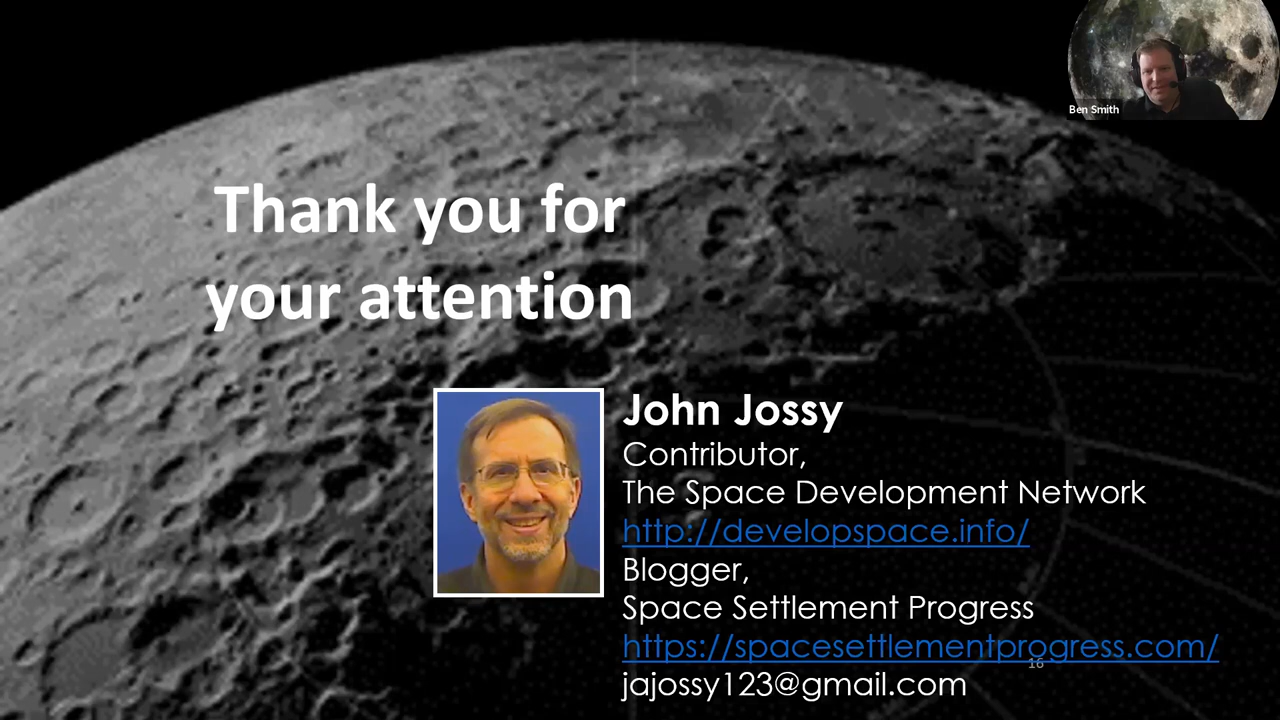 Ben Smith
Thank you for
your attention
John Jossy
Contributor,
The Space Development Network
http://developspace.info/
Blogger,
Space Settlement Progress
https://spacesettlementprogress.com/
16
jajossy123@gmail.com